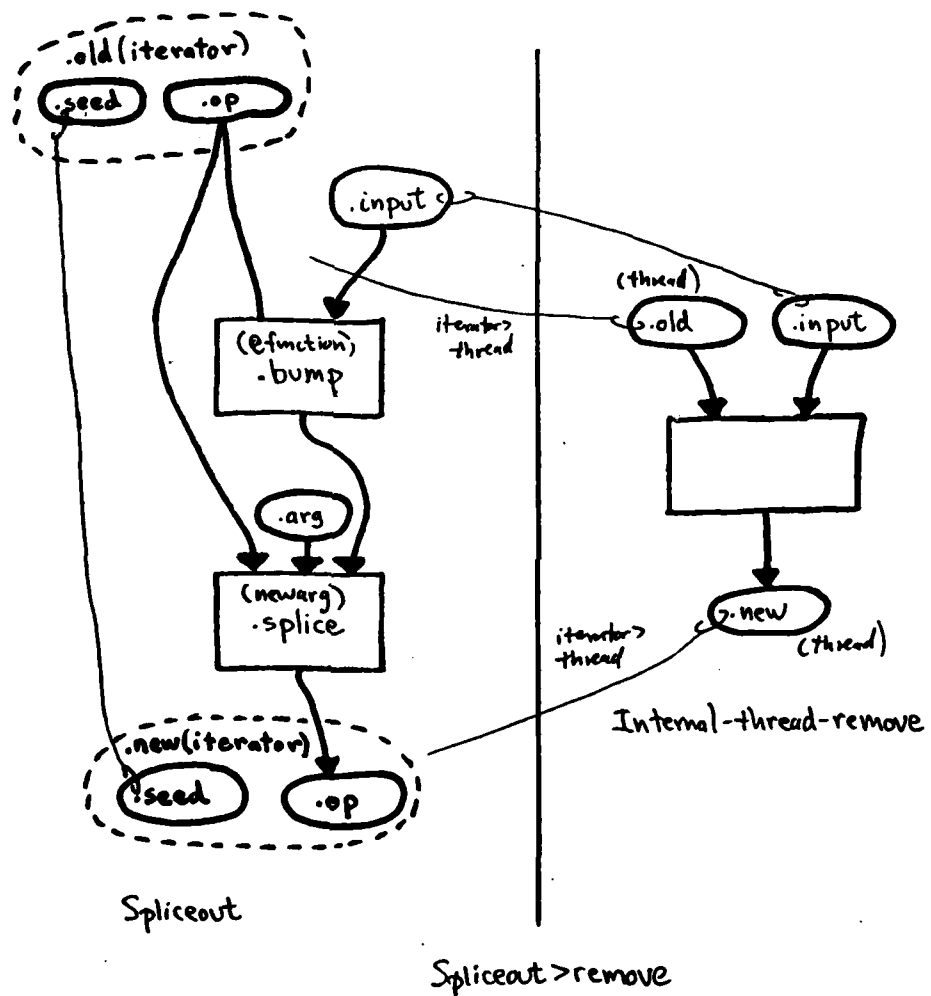 .old(iterator)
.seed
.op
.input
(thread)
.old
.input
iterator>
thread
(@function)
.bump
.arg
(newarg)
.splice
.new
(thread)
iterator>
thread
Internal-thread-remove
.new(iterator)
.seed
.op
Spliceout
Spliceout>remove